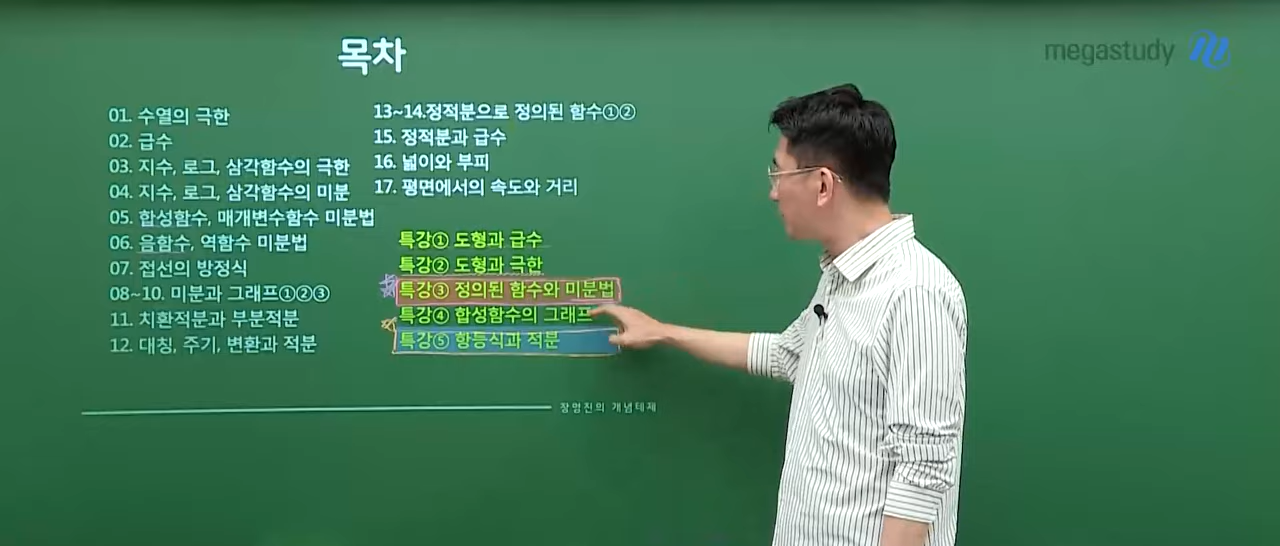 목차
megastudy
01. 수열의 극한
02. 급수
03. 지수, 로그, 삼각함수의 극한
04. 지수, 로그, 삼각함수의 미분
05. 합성함수, 매개변수함수 미분법
06. 음함수, 역함수 미분법
07. 접선의 방정식
08~10. 미분과 그래프①②③
11. 치환적분과 부분적분
12. 대칭, 주기, 변환과 적분
13~14.정적분으로 정의된 함수①②
15. 정적분과 급수
16. 넓이와 부피
17. 평면에서의 속도와 거리
특강① 도형과 급수
특강② 도형과 극한
특강③ 정의된 함수와 미분법
특강④ 합성함수의 그래프
특강⑤ 항등식과 적분
장영진의 개념테제